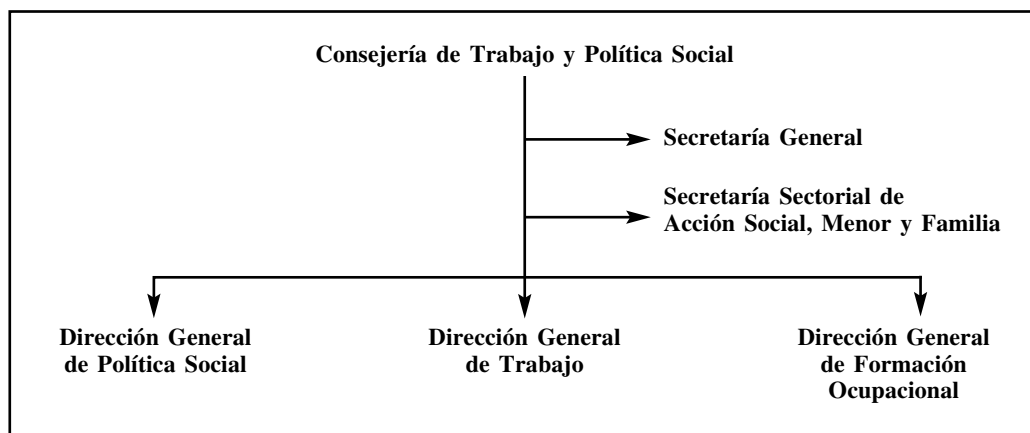 Consejería de Trabajo y Política Social
Secretaría General
Secretaría Sectorial de
Acción Social, Menor y Familia
Dirección General
de Política Social
Dirección General
de Trabajo
Dirección General
de Formación
Ocupacional